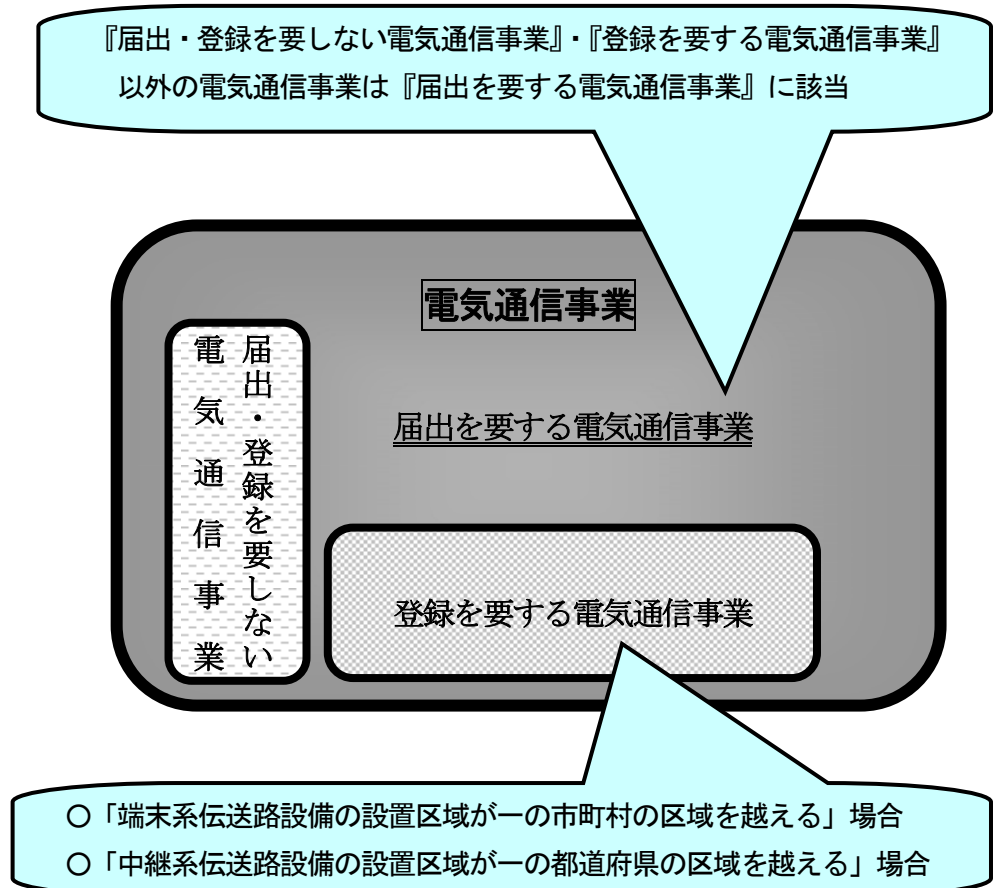 『届出・登録を要しない電気通信事業』・『登録を要する電気通信事業』
以外の電気通信事業は『届出を要する電気通信事業』に該当
電気通信事業
届出・登録を要しない
電気通信事業
届出を要する電気通信事業
登録を要する電気通信事業
○「端末系伝送路設備の設置区域が一の市町村の区域を越える」場合
○「中継系伝送路設備の設置区域が一の都道府県の区域を越える」場合